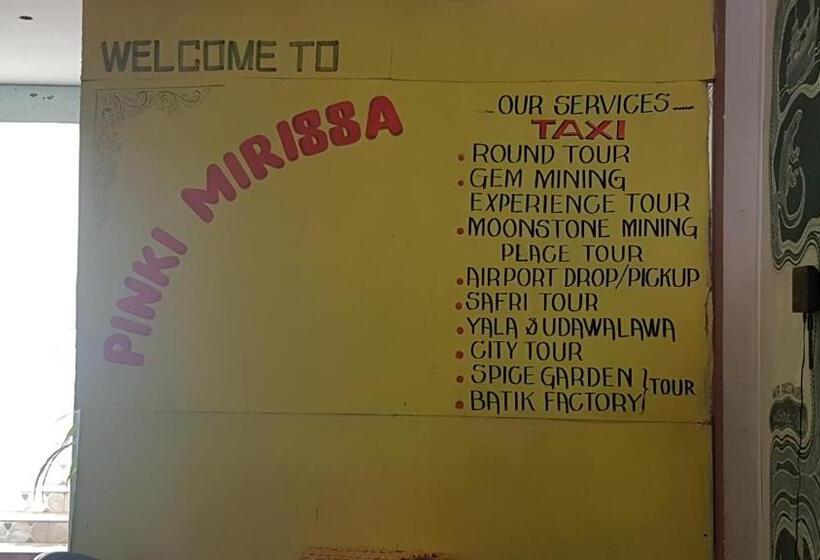 WELCOME TO
PINKI MIRISSA
OUR SERVICES
TAXI
ROUND TOUR
GEM MINING
EXPERIENCE TOUR
MOONSTONE MINING
PLACE TOUR
AIRPORT DROP/PICKUP
SAFRI TOUR
YALA & UDAWALAWA
CITY TOUR
SPICE GARDEN } TOUR
BATIK FACTORY